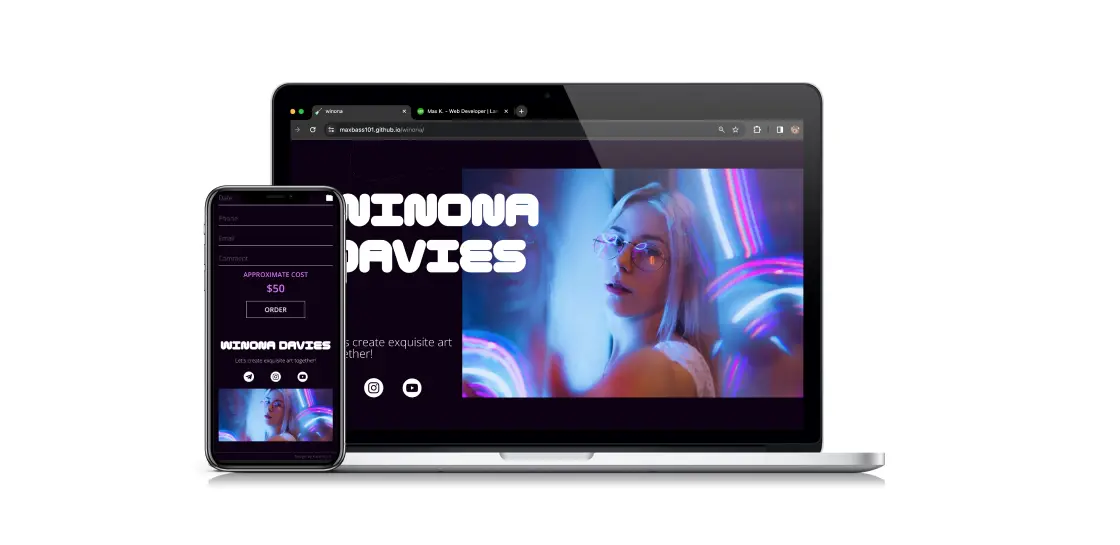 winona
Max K. - Web Developer | La
maxbass101.github.io/winona/
WINONA
DAVIES
s create exquisite art
ether!
Date
Phone
Email
Comment
APPROXIMATE COST
$50
ORDER
WINONA DAVIES
Let's create exquisite art together!